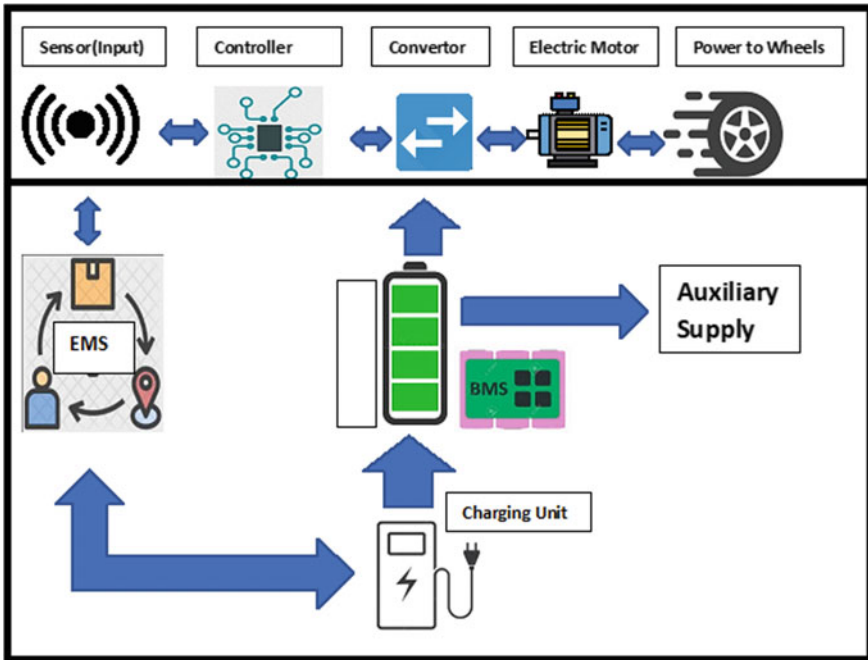 Sensor(Input)
Controller
Convertor
Electric Motor
Power to Wheels
EMS
BMS
Auxiliary
Supply
Charging Unit